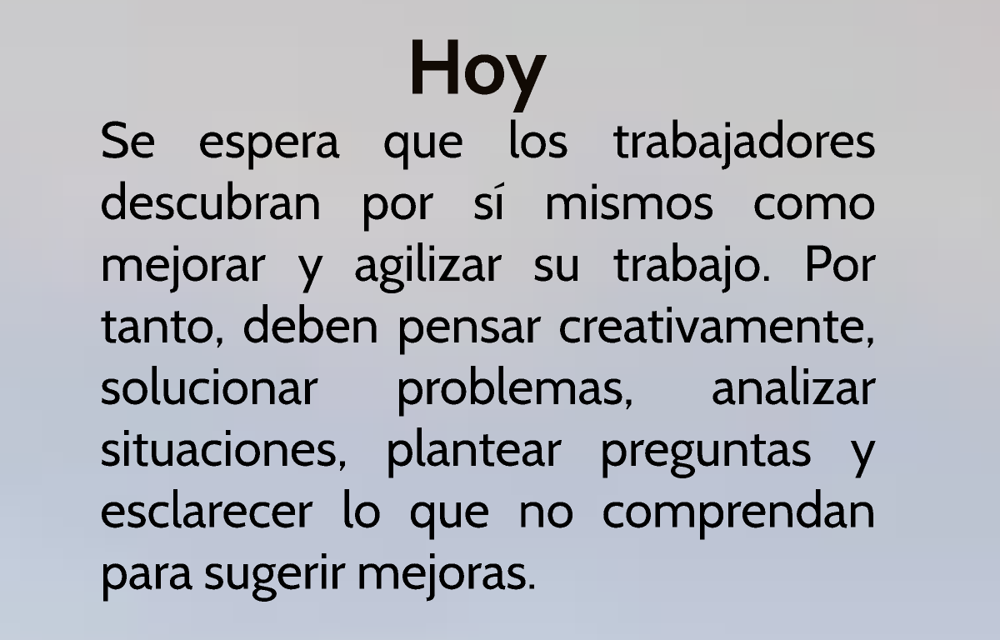 Hoy
Se espera que los trabajadores
descubran por sí mismos como
mejorar y agilizar su trabajo. Por
tanto, deben pensar creativamente,
solucionar problemas, analizar
situaciones, plantear preguntas y
esclarecer lo que no comprendan
para sugerir mejoras.